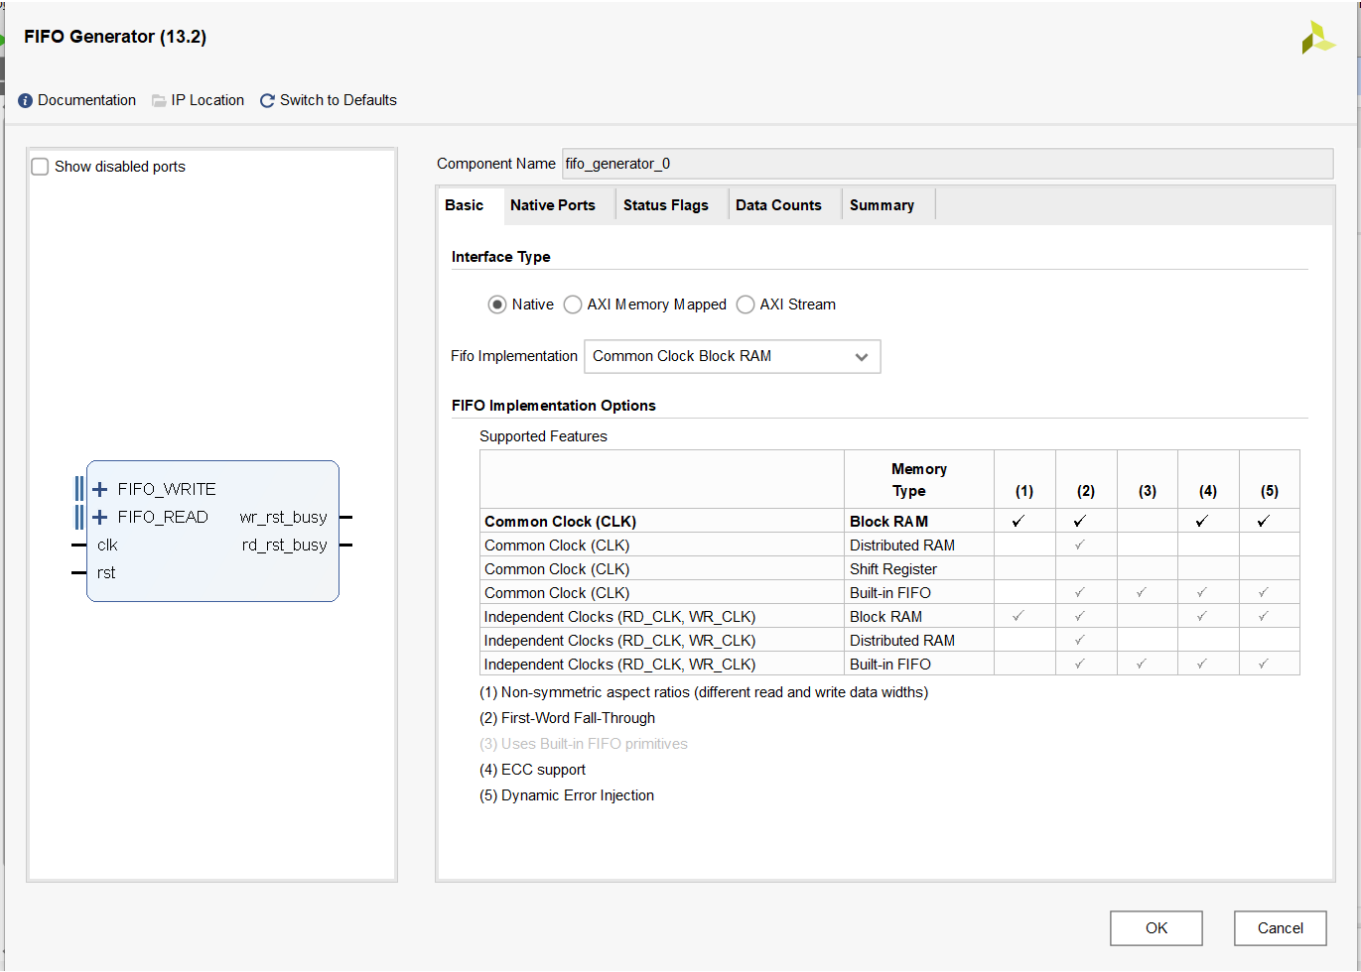 FIFO Generator (13.2)
Documentation IP Location Switch to Defaults
Show disabled ports
FIFO_WRITE
FIFO_READ wr_rst_busy
clk rd_rst_busy
rst
Component Name fifo_generator_0
Basic Native Ports Status Flags Data Counts Summary
Interface Type
Native AXI Memory Mapped AXI Stream
Fifo Implementation Common Clock Block RAM
FIFO Implementation Options
Supported Features
Memory
Type (1) (2) (3) (4) (5)
Common Clock (CLK) Block RAM ✓ ✓ ✓ ✓
Common Clock (CLK) Distributed RAM ✓
Common Clock (CLK) Shift Register
Common Clock (CLK) Built-in FIFO ✓ ✓ ✓ ✓
Independent Clocks (RD_CLK, WR_CLK) Block RAM ✓ ✓ ✓ ✓
Independent Clocks (RD_CLK, WR_CLK) Distributed RAM ✓
Independent Clocks (RD_CLK, WR_CLK) Built-in FIFO ✓ ✓ ✓ ✓
(1) Non-symmetric aspect ratios (different read and write data widths)
(2) First-Word Fall-Through
(3) Uses Built-in FIFO primitives
(4) ECC support
(5) Dynamic Error Injection
OK Cancel